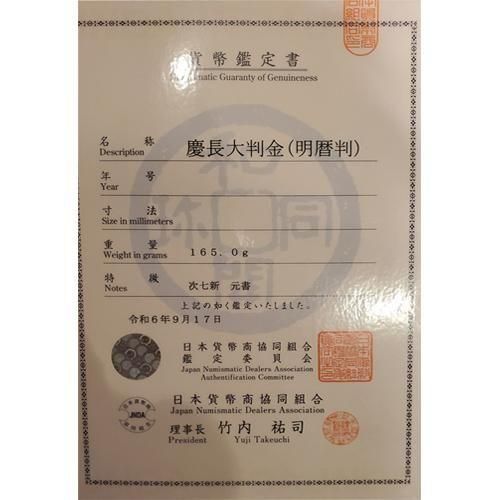 貨幣鑑定書
Numismatic Guaranty of Genuineness
名称 慶長大判金(明暦判)
Description
年号
Year
寸法
Size in millimeters
重量 165.0g
Weight in grams
特徴 次七新 元書
Notes
上記の如く鑑定いたしました。
令和6年9月17日
日本貨幣商協同組合
鑑定委員会
Japan Numismatic Dealers Association
Authentification Committee
JNDA
日本貨幣商協同組合
Japan Numismatic Dealers Association
理事長 竹内祐司
President Yuji Takeuchi